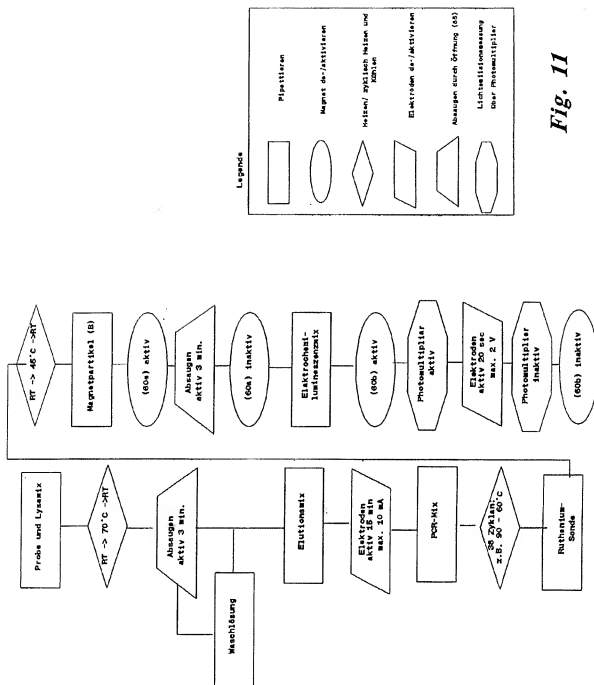 Probe und Lysemix
RT -> 70°C ->RT
Absaugen
aktiv 3 min.
Waschlösung
Elutionsmix
Elektroden
aktiv 15 min
max. 10 mA
PCR-Mix
38 Zyklen:
z.B. 90 - 60°C
Ruthenium-
Sonde
RT -> 45°C ->RT
Magnetpartikel (B)
(60a) aktiv
Absaugen
aktiv 3 min.
(60a) inaktiv
Elektrochemi-
lumineszenzmix
(60b) aktiv
Photomultiplier
aktiv
Elektroden
aktiv 20 sec
max. 2 V
Photomultiplier
inaktiv
(60b) inaktiv
Legende
Pipettieren
Magnet de-/aktivieren
Heizen/ zyklisch Heizen und
Kühlen
Elektroden de-/aktivieren
Absaugen durch Öffnung (65)
Lichtemissionsmessung
über Photomultiplier
Fig. 11